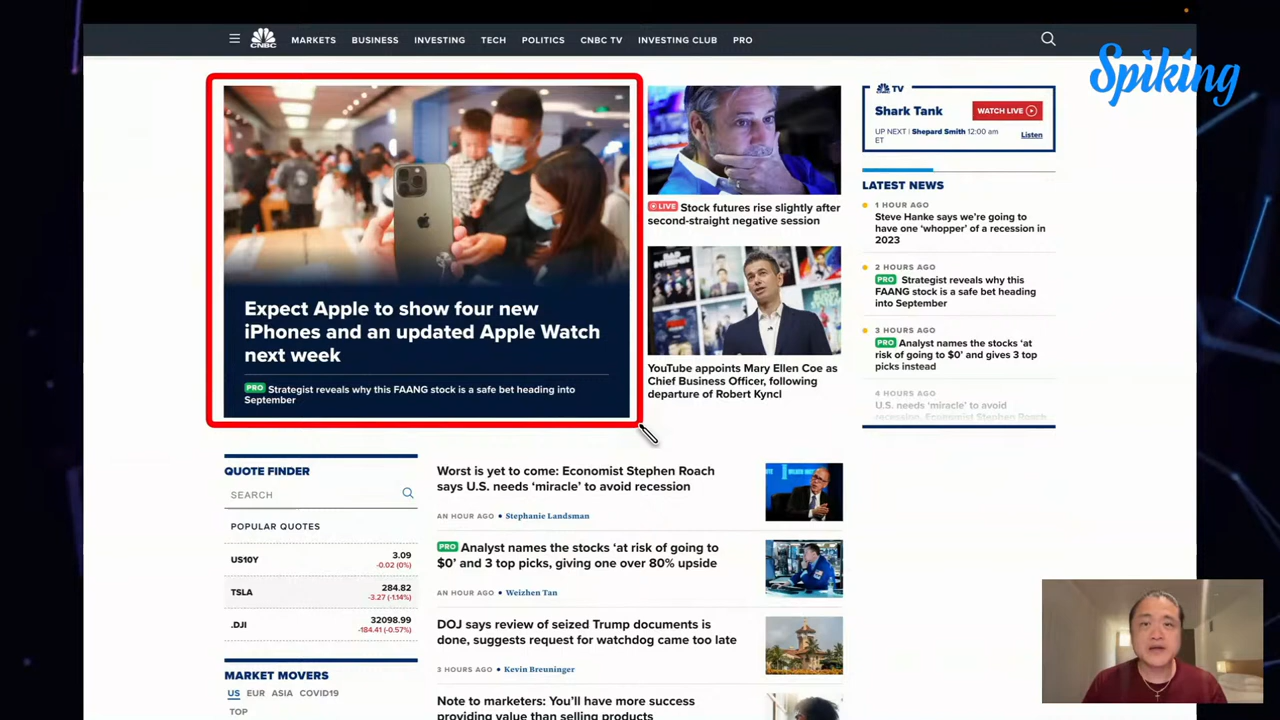 CNBC
MARKETS BUSINESS INVESTING TECH POLITICS CNBC TV INVESTING CLUB PRO
Spiking
Expect Apple to show four new
iPhones and an updated Apple Watch
next week
PRO Strategist reveals why this FAANG stock is a safe bet heading into
September
LIVE Stock futures rise slightly after
second-straight negative session
YouTube appoints Mary Ellen Coe as
Chief Business Officer, following
departure of Robert Kyncl
TV
Shark Tank
WATCH LIVE
UP NEXT | Shepard Smith 12:00 am
ET
Listen
LATEST NEWS
1 HOUR AGO
Steve Hanke says we’re going to
have one ‘whopper’ of a recession in
2023
2 HOURS AGO
PRO Strategist reveals why this
FAANG stock is a safe bet heading
into September
3 HOURS AGO
PRO Analyst names the stocks ‘at
risk of going to $0’ and gives 3 top
picks instead
4 HOURS AGO
U.S. needs ‘miracle’ to avoid
recession, Economist Stephen Roach
QUOTE FINDER
SEARCH
POPULAR QUOTES
US10Y 3.09
-0.02 (0%)
TSLA 284.82
-3.27 (-1.14%)
.DJI 32098.99
-184.41 (-0.57%)
MARKET MOVERS
US EUR ASIA COVID19
TOP
Worst is yet to come: Economist Stephen Roach
says U.S. needs ‘miracle’ to avoid recession
AN HOUR AGO • Stephanie Landsman
PRO Analyst names the stocks ‘at risk of going to
$0’ and 3 top picks, giving one over 80% upside
AN HOUR AGO • Weizhen Tan
DOJ says review of seized Trump documents is
done, suggests request for watchdog came too late
3 HOURS AGO • Kevin Breuninger
Note to marketers: You’ll have more success
providing value than selling products